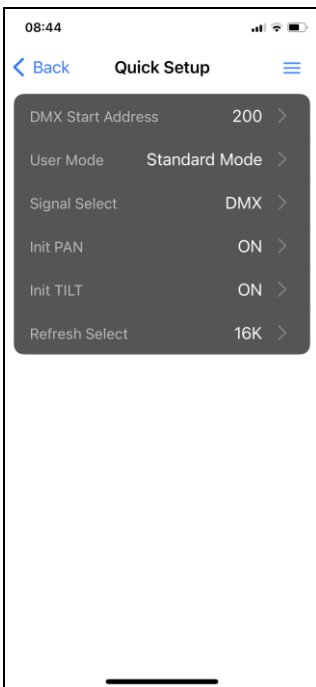 08:44
Back Quick Setup
DMX Start Address 200
User Mode Standard Mode
Signal Select DMX
Init PAN ON
Init TILT ON
Refresh Select 16K